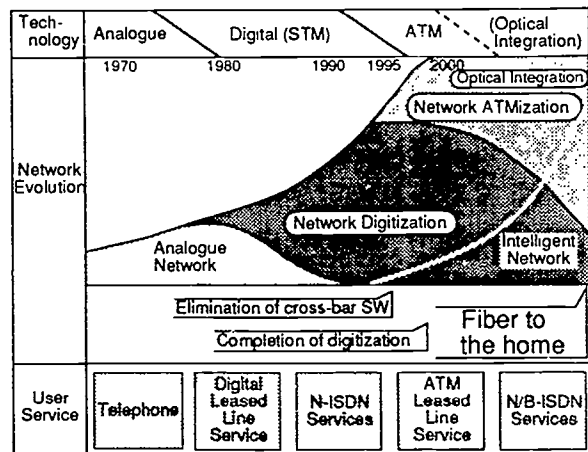 Tech-
nology
Analogue
Digital (STM)
ATM
(Optical
Integration)
1970
1980
1990
1995
2000
Optical Integration
Network ATMization
Network
Evolution
Network Digitization
Analogue
Network
Intelligent
Network
Elimination of cross-bar SW
Completion of digitization
Fiber to
the home
User
Service
Telephone
Digital
Leased
Line
Service
N-ISDN
Services
ATM
Leased
Line
Service
N/B-ISDN
Services